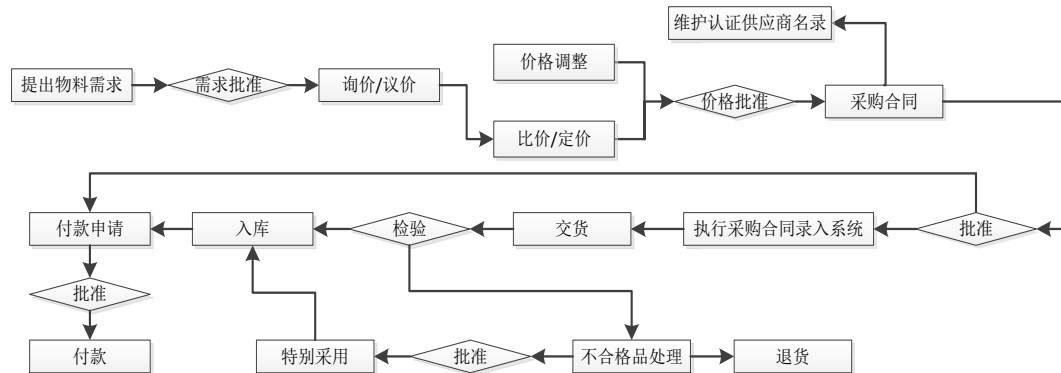 维护认证供应商名录
价格调整
提出物料需求
需求批准
询价/议价
价格批准
采购合同
比价/定价
付款申请
入库
检验
交货
执行采购合同录入系统
批准
批准
付款
特别采用
批准
不合格品处理
退货